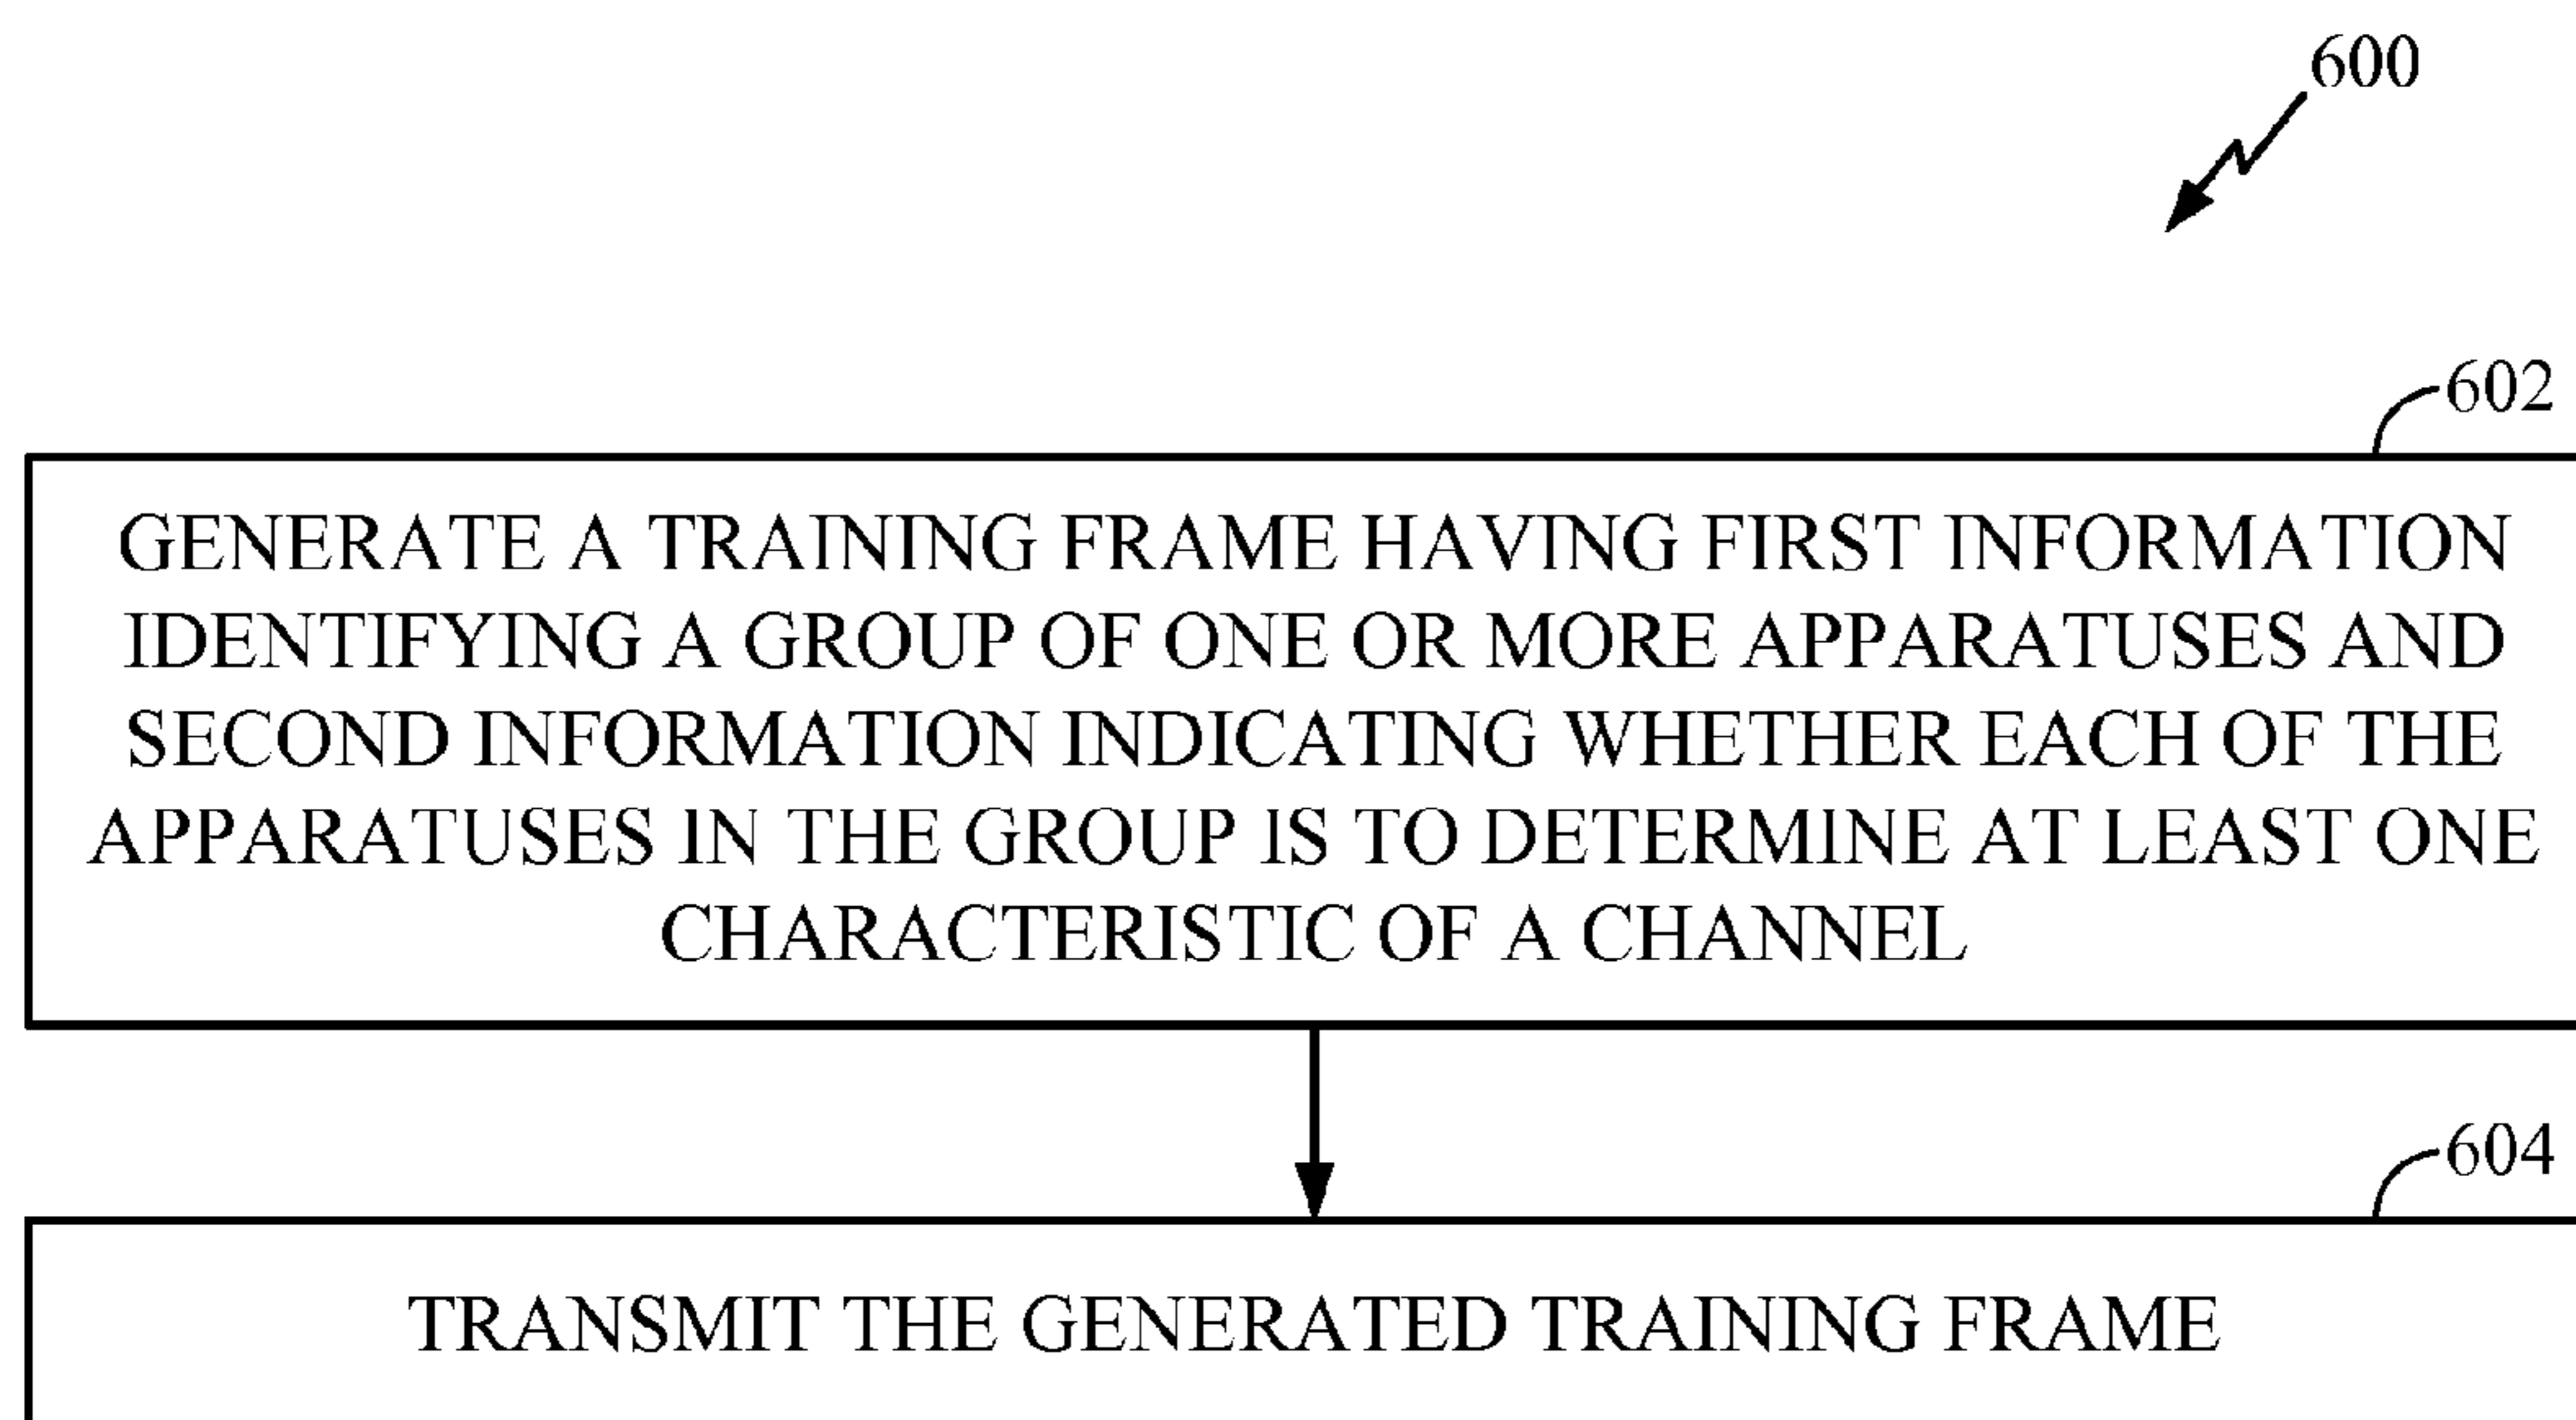 600
602
GENERATE A TRAINING FRAME HAVING FIRST INFORMATION
IDENTIFYING A GROUP OF ONE OR MORE APPARATUSES AND
SECOND INFORMATION INDICATING WHETHER EACH OF THE
APPARATUSES IN THE GROUP IS TO DETERMINE AT LEAST ONE
CHARACTERISTIC OF A CHANNEL
604
TRANSMIT THE GENERATED TRAINING FRAME